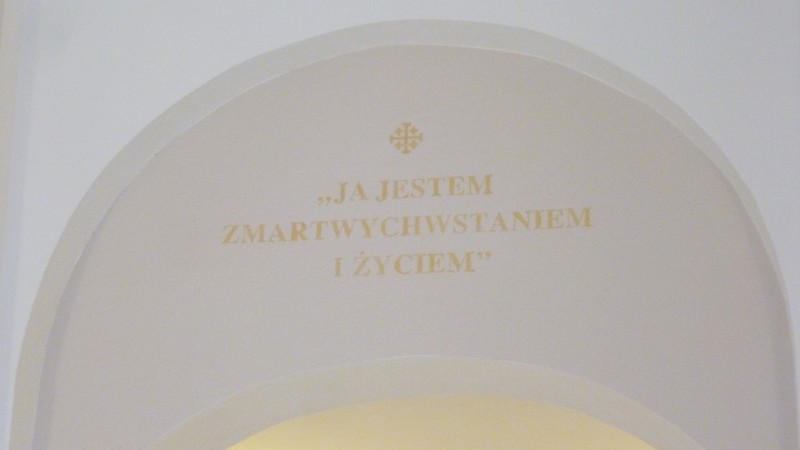 „JA JESTEM
ZMARTWYCHWSTANIEM
I ŻYCIEM”